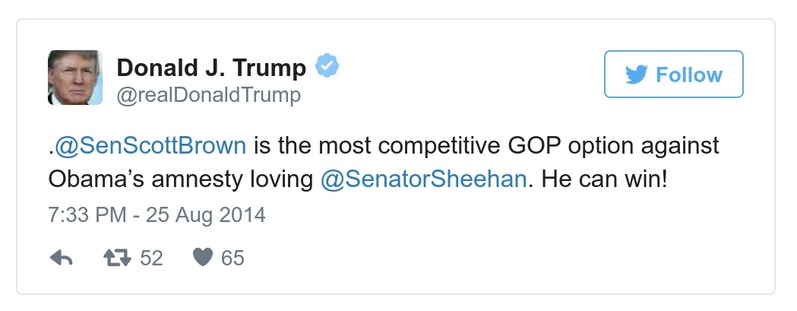 Donald J. Trump
@realDonaldTrump
Follow
.@SenScottBrown is the most competitive GOP option against
Obama’s amnesty loving @SenatorSheehan. He can win!
7:33 PM - 25 Aug 2014
52 65